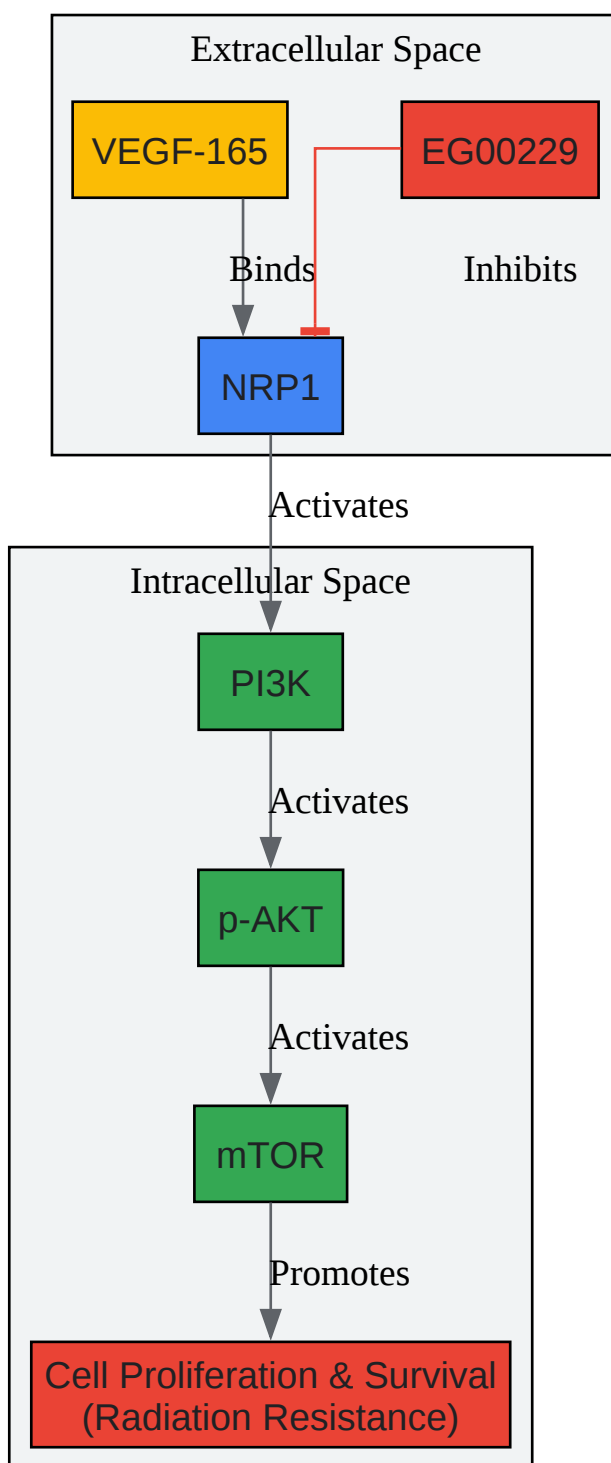 Extracellular Space
VEGF-165
EG00229
Binds
Inhibits
NRP1
Activates
Intracellular Space
PI3K
Activates
p-AKT
Activates
mTOR
Promotes
Cell Proliferation & Survival
(Radiation Resistance)